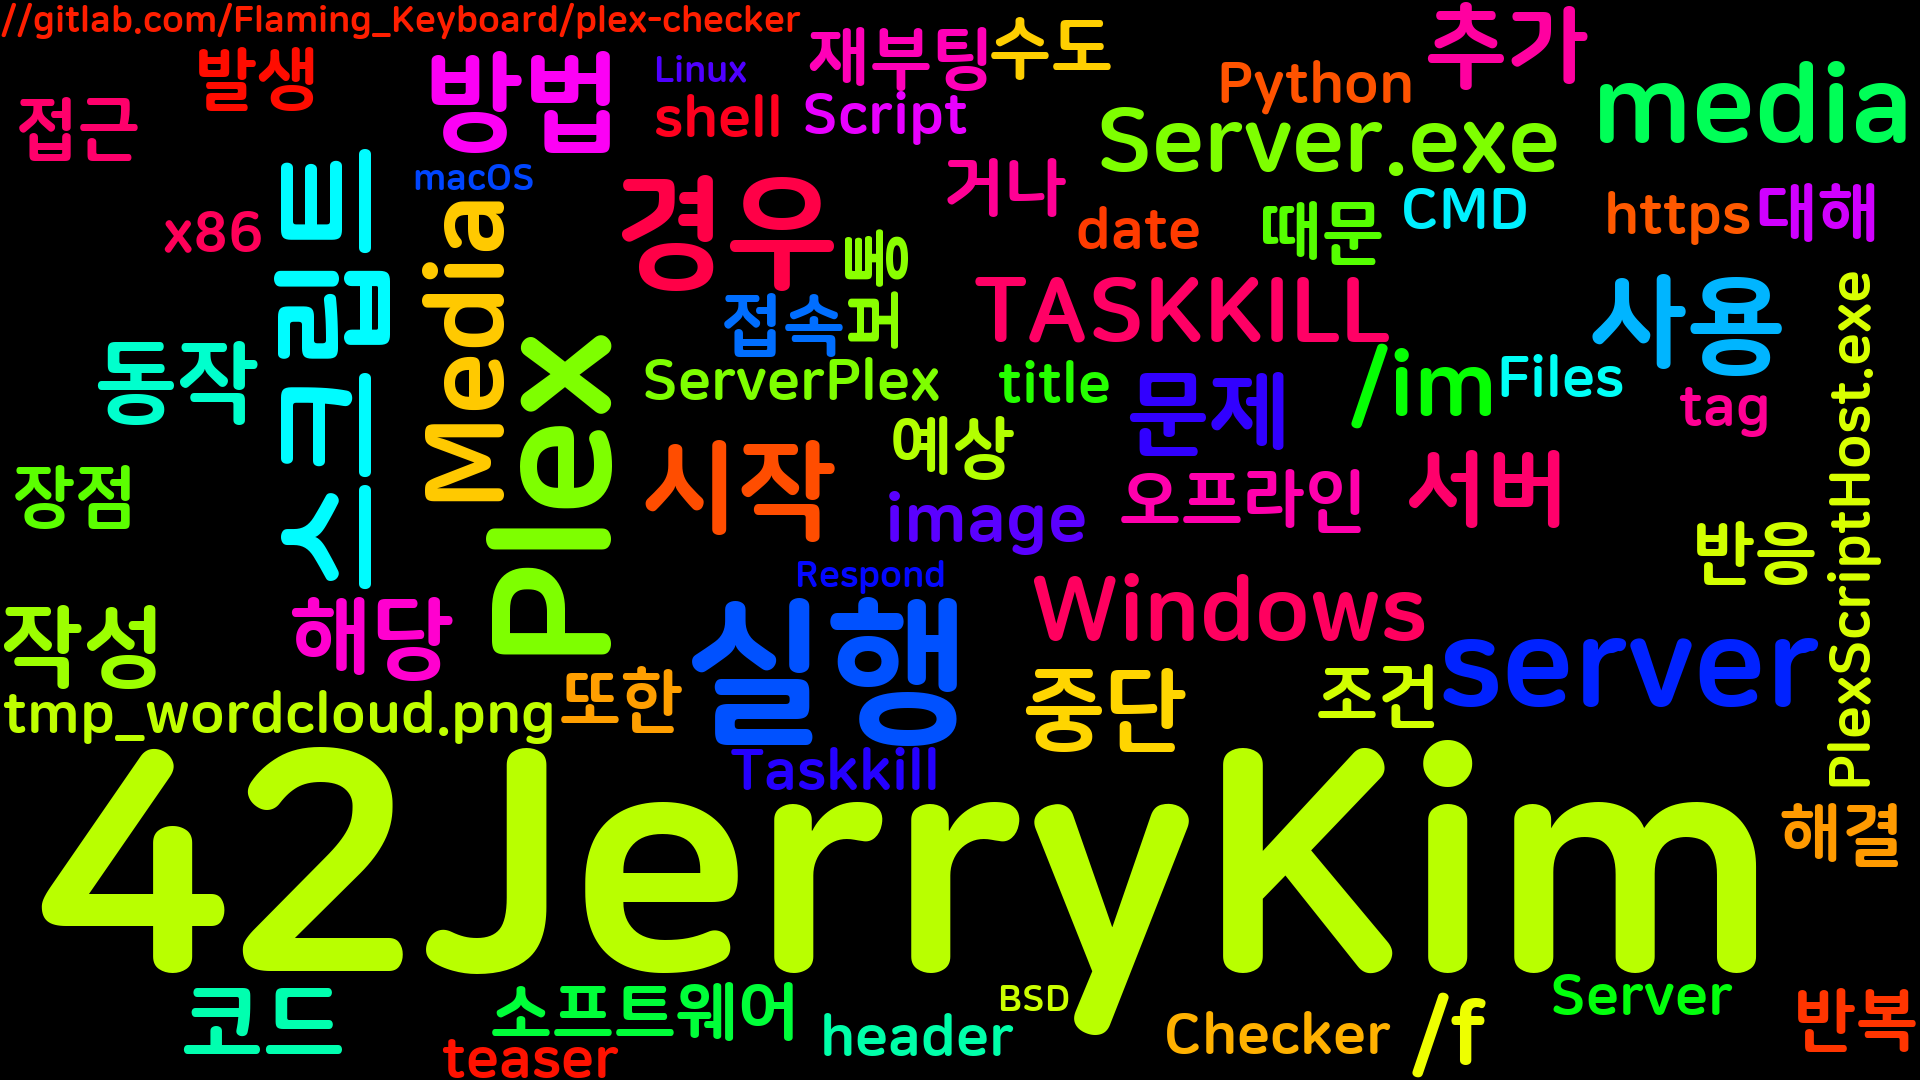 //gitlab.com/Flaming_Keyboard/plex-checker
발생
방법
Linux
재부팅
수도
추가
접근
shell
Script
Python
media
Server.exe
macOS
x86
스크립트
Media
경우
거나
date
때문
CMD
https
대해
뿡
퍼
접속
TASKKILL
사용
PlexScriptHost.exe
동작
Plex
ServerPlex
title
문제
/im
Files
tag
장점
시작
예상
image
오프라인
서버
반응
Respond
작성
해당
실행
Windows
server
tmp_wordcloud.png
또한
중단
조건
Taskkill
42JerryKim
해결
코드
소프트웨어
teaser
header
BSD
Checker
/f
Server
반복